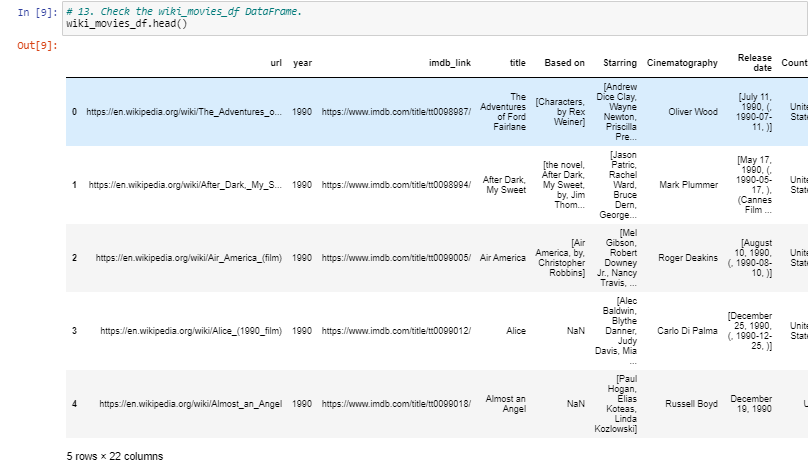 In [9]: # 13. Check the wiki_movies_df DataFrame.
wiki_movies_df.head()
Out[9]:
url year imdb_link title Based on Starring Cinematography Release date Count
0 https://en.wikipedia.org/wiki/The_Adventures_o... 1990 https://www.imdb.com/title/tt0098987/ The Adventures of Ford Fairlane [Characters, by Rex Weiner] [Andrew Dice Clay, Wayne Newton, Priscilla Pre... Oliver Wood [July 11, 1990, (, 1990-07-11, )] Unite State
1 https://en.wikipedia.org/wiki/After_Dark,_My_S... 1990 https://www.imdb.com/title/tt0098994/ After Dark, My Sweet [the novel, After Dark, My Sweet, by, Jim Thom... [Jason Patric, Rachel Ward, Bruce Dern, George... Mark Plummer [May 17, 1990, (, 1990-05-17, ), (Cannes Film ... Unite State
2 https://en.wikipedia.org/wiki/Air_America_(film) 1990 https://www.imdb.com/title/tt0099005/ Air America [Air America, by, Christopher Robbins] [Mel Gibson, Robert Downey Jr., Nancy Travis, ... Roger Deakins [August 10, 1990, (, 1990-08-10, )] Unite State
3 https://en.wikipedia.org/wiki/Alice_(1990_film) 1990 https://www.imdb.com/title/tt0099012/ Alice NaN [Alec Baldwin, Blythe Danner, Judy Davis, Mia ... Carlo Di Palma [December 25, 1990, (, 1990-12-25, )] Unite State
4 https://en.wikipedia.org/wiki/Almost_an_Angel 1990 https://www.imdb.com/title/tt0099018/ Almost an Angel NaN [Paul Hogan, Elias Koteas, Linda Kozlowski] Russell Boyd December 19, 1990 U
5 rows × 22 columns